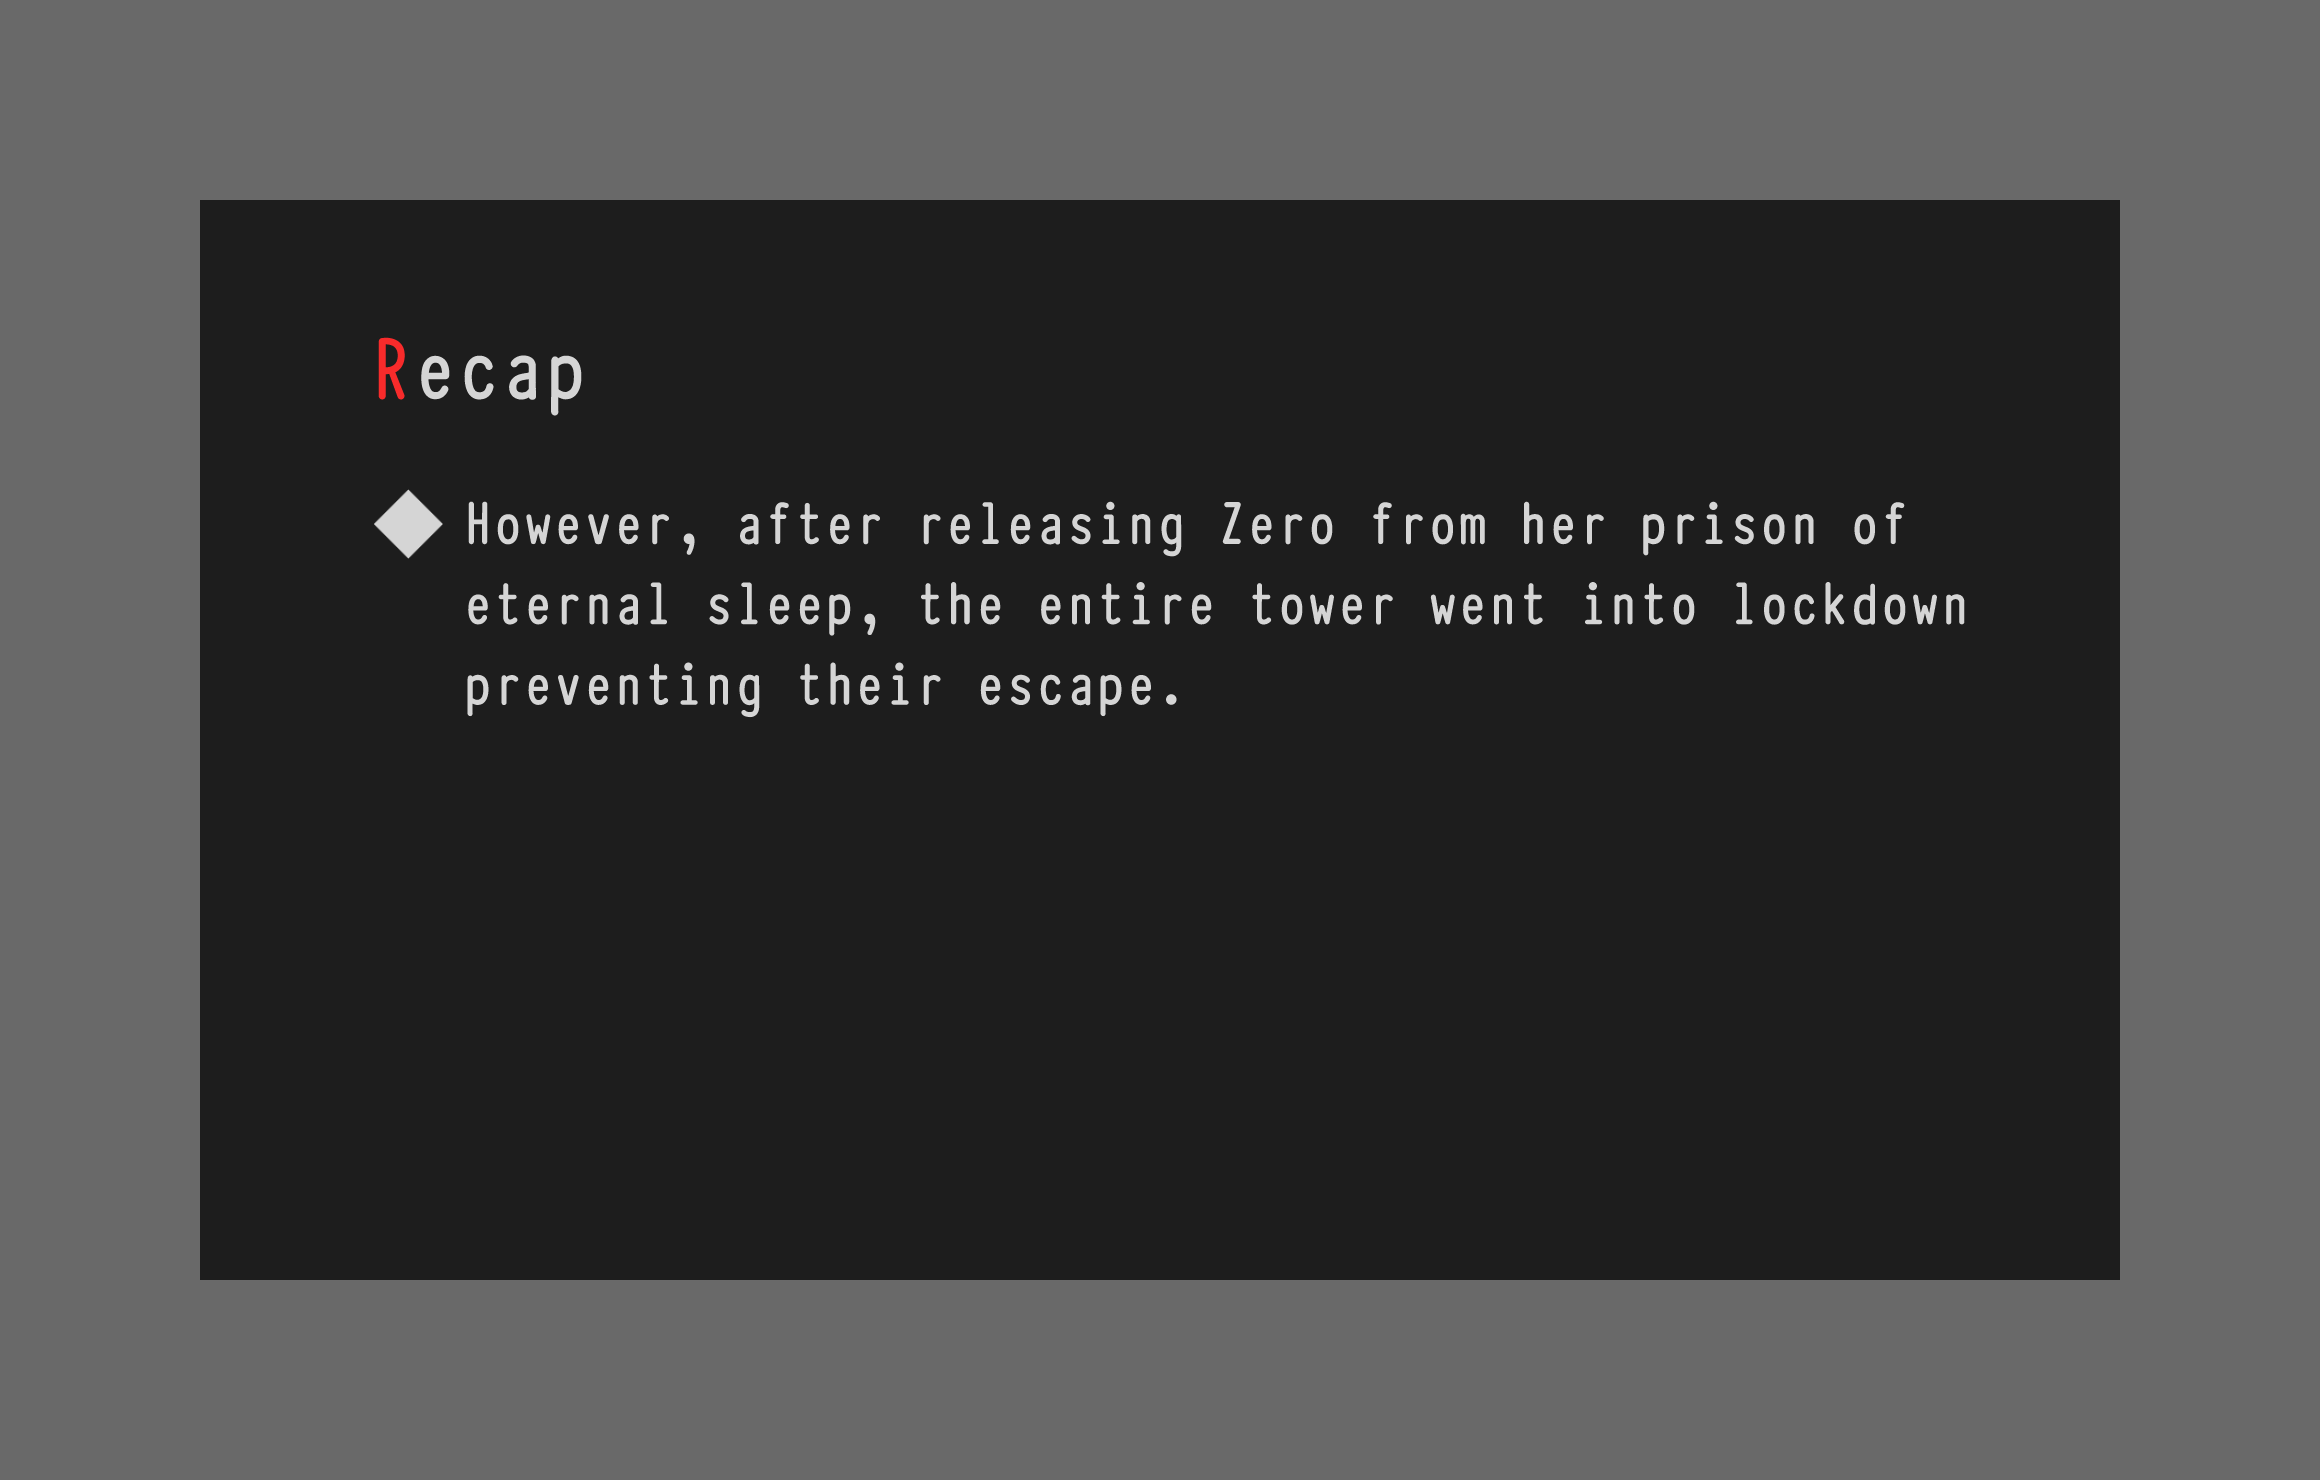 Recap
However, after releasing Zero from her prison of
eternal sleep, the entire tower went into lockdown
preventing their escape.